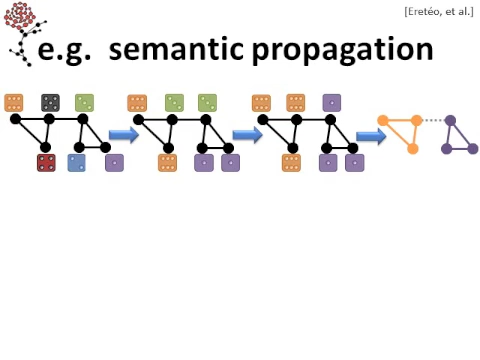 [Eretéo, et al.]
e.g. semantic propagation